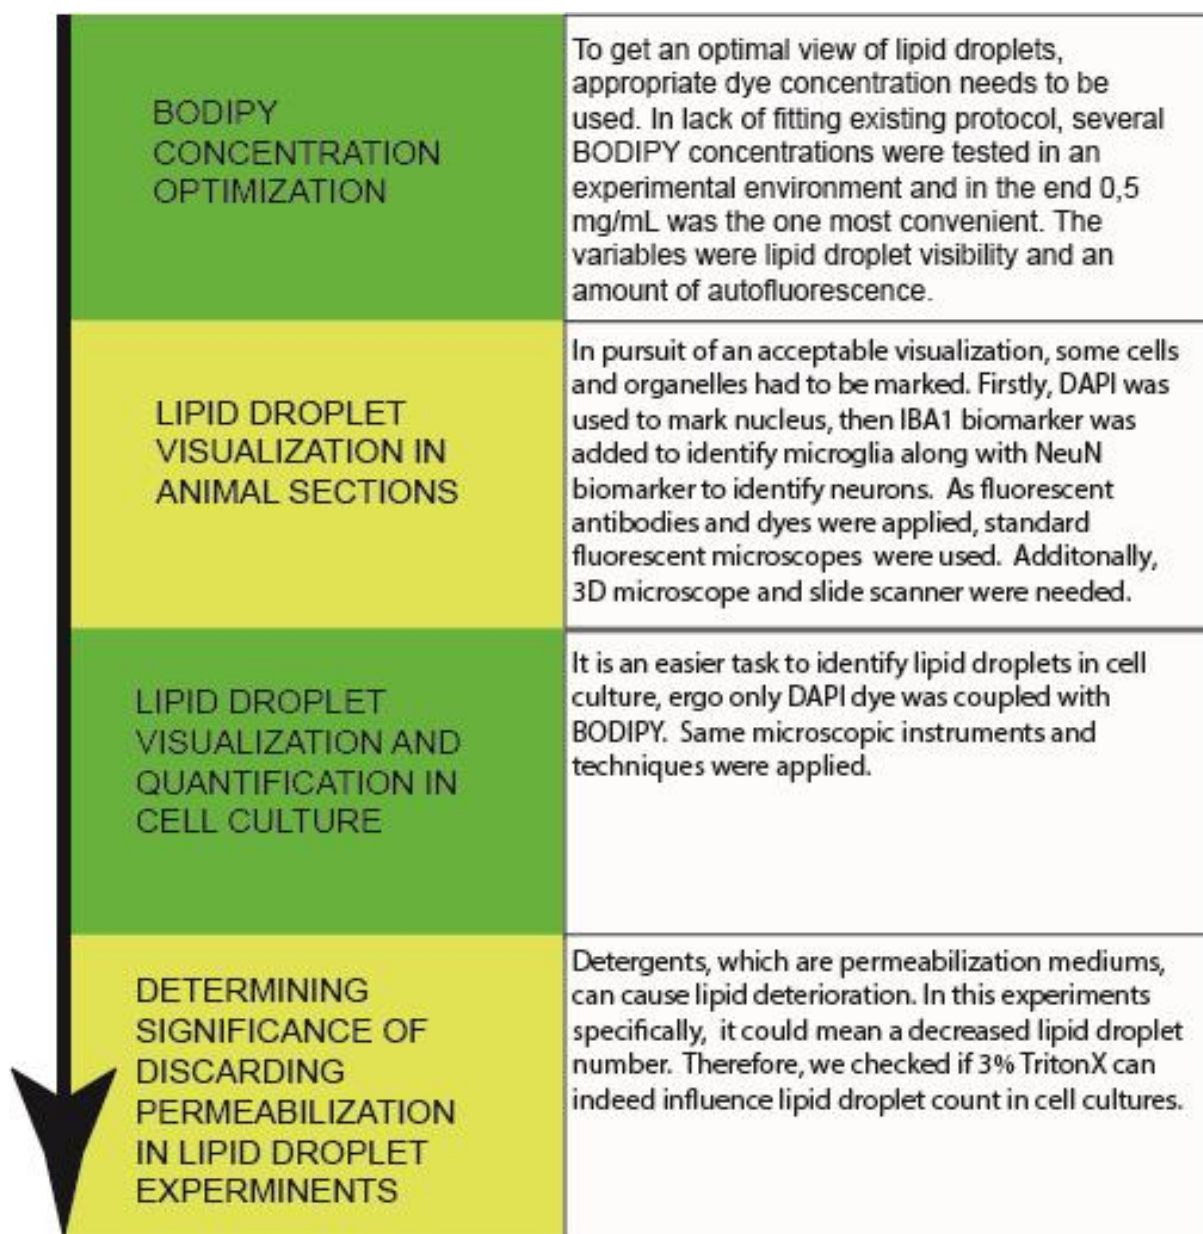 BODIPY
CONCENTRATION
OPTIMIZATION
To get an optimal view of lipid droplets,
appropriate dye concentration needs to be
used. In lack of fitting existing protocol, several
BODIPY concentrations were tested in an
experimental environment and in the end 0,5
mg/mL was the one most convenient. The
variables were lipid droplet visibility and an
amount of autofluorescence.
LIPID DROPLET
VISUALIZATION IN
ANIMAL SECTIONS
In pursuit of an acceptable visualization, some cells
and organelles had to be marked. Firstly, DAPI was
used to mark nucleus, then IBA1 biomarker was
added to identify microglia along with NeuN
biomarker to identify neurons. As fluorescent
antibodies and dyes were applied, standard
fluorescent microscopes were used. Additonally,
3D microscope and slide scanner were needed.
LIPID DROPLET
VISUALIZATION AND
QUANTIFICATION IN
CELL CULTURE
It is an easier task to identify lipid droplets in cell
culture, ergo only DAPI dye was coupled with
BODIPY. Same microscopic instruments and
techniques were applied.
DETERMINING
SIGNIFICANCE OF
DISCARDING
PERMEABILIZATION
IN LIPID DROPLET
EXPERMINENTS
Detergents, which are permeabilization mediums,
can cause lipid deterioration. In this experiments
specifically, it could mean a decreased lipid droplet
number. Therefore, we checked if 3% TritonX can
indeed influence lipid droplet count in cell cultures.